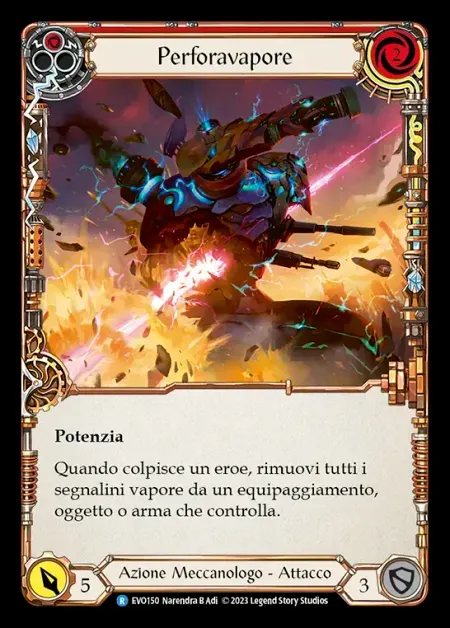 Perforavapore
2
Potenzia
Quando colpisce un eroe, rimuovi tutti i
segnalini vapore da un equipaggiamento,
oggetto o arma che controlla.
5
Azione Meccanologo - Attacco
3
R EVO150 Narendra B Adi © 2023 Legend Story Studios